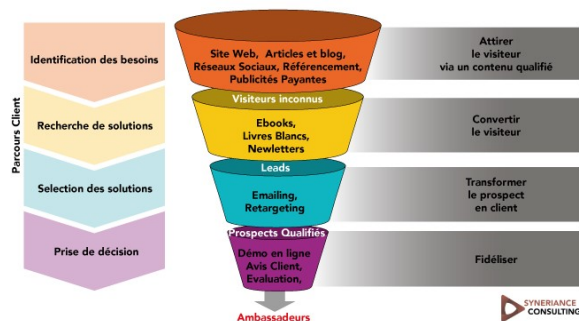 Parcours Client
Identification des besoins
Recherche de solutions
Selection des solutions
Prise de décision
Site Web, Articles et blog,
Réseaux Sociaux, Référencement,
Publicités Payantes
Visiteurs inconnus
Ebooks,
Livres Blancs,
Newletters
Leads
Emailing,
Retargeting
Prospects Qualifiés
Démo en ligne
Avis Client,
Evaluation,
Ambassadeurs
Attirer
le visiteur
via un contenu qualifié
Convertir
le visiteur
Transformer
le prospect
en client
Fidéliser
SYNERIANCE
CONSULTING